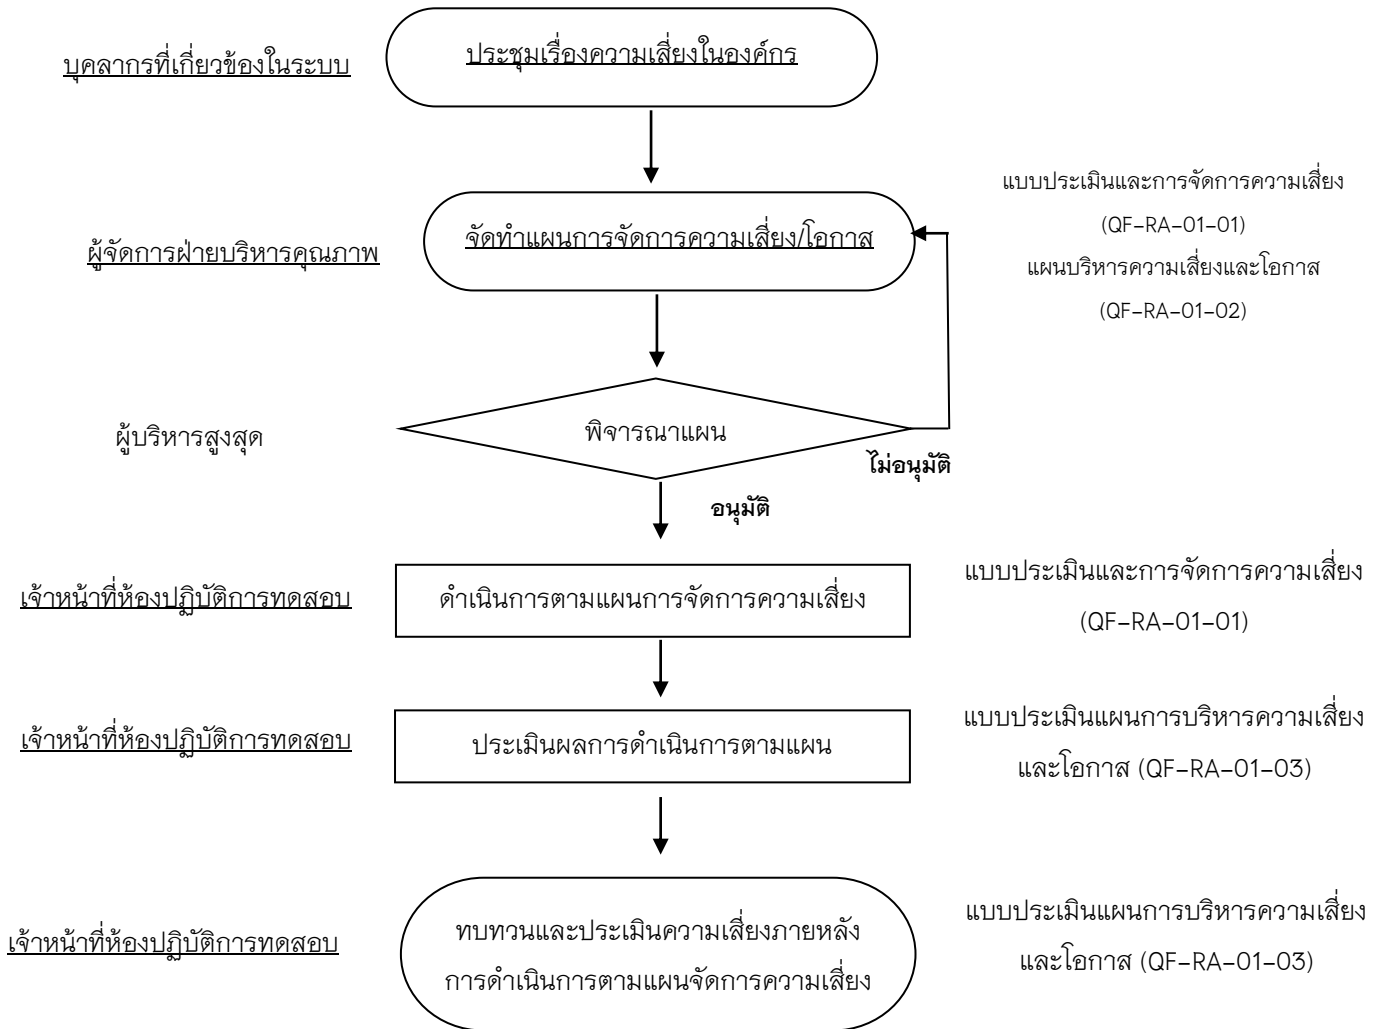 บุคลากรที่เกี่ยวข้องในระบบ
ประชุมเรื่องความเสี่ยงในองค์กร
ผู้จัดการฝ่ายบริหารคุณภาพ
จัดทำแผนการจัดการความเสี่ยง/โอกาส
แบบประเมินและการจัดการความเสี่ยง
(QF-RA-01-01)
แผนบริหารความเสี่ยงและโอกาส
(QF-RA-01-02)
ผู้บริหารสูงสุด
พิจารณาแผน
ไม่อนุมัติ
อนุมัติ
เจ้าหน้าที่ห้องปฏิบัติการทดสอบ
ดำเนินการตามแผนการจัดการความเสี่ยง
แบบประเมินและการจัดการความเสี่ยง
(QF-RA-01-01)
เจ้าหน้าที่ห้องปฏิบัติการทดสอบ
ประเมินผลการดำเนินการตามแผน
แบบประเมินแผนการบริหารความเสี่ยง
และโอกาส (QF-RA-01-03)
เจ้าหน้าที่ห้องปฏิบัติการทดสอบ
ทบทวนและประเมินความเสี่ยงภายหลัง
การดำเนินการตามแผนจัดการความเสี่ยง
แบบประเมินแผนการบริหารความเสี่ยง
และโอกาส (QF-RA-01-03)